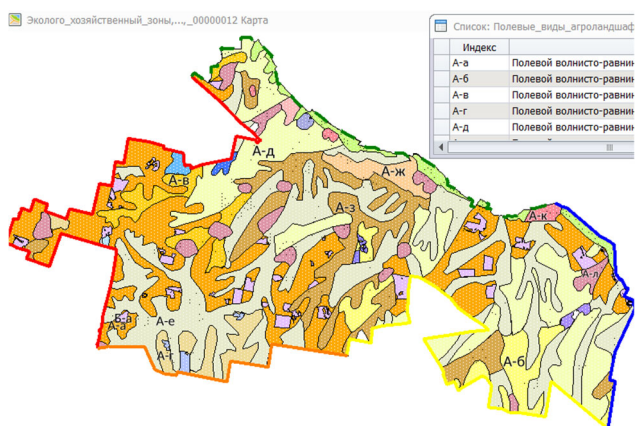 Эколого_хозяйственный_зоны,..., _00000012 Карта
Список: Полевые_виды_агроландшаф
Индекс
А-а Полевой волнисто-равнин
А-б Полевой волнисто-равнин
А-в Полевой волнисто-равнин
А-г Полевой волнисто-равнин
А-д Полевой волнисто-равнин
А-д
А-ж
А-в
А-з
А-к
А-л
Б-а
А-а
А-е
А-г
А-б